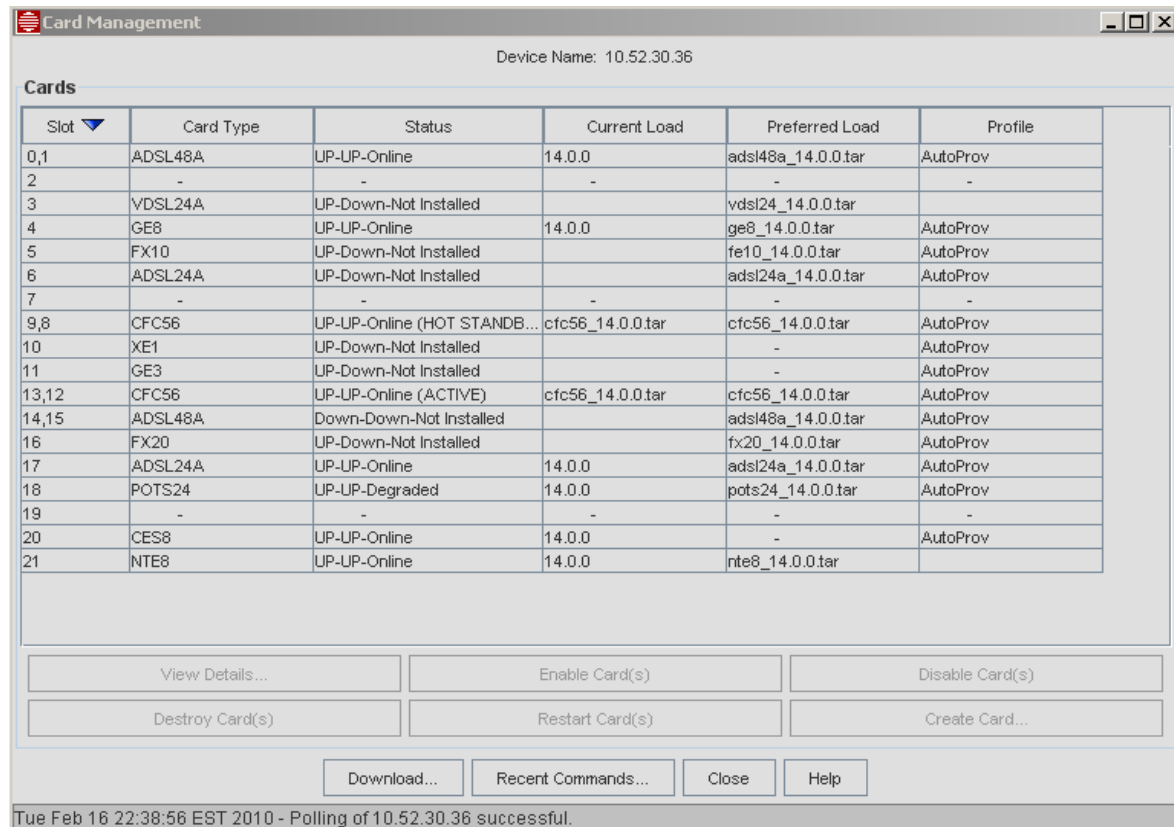 Card Management
Device Name: 10.52.30.36
Cards
Slot Card Type Status Current Load Preferred Load Profile
0,1 ADSL48A UP-UP-Online 14.0.0 adsl48a_14.0.0.tar AutoProv
2 - - - - -
3 VDSL24A UP-Down-Not Installed vdsl24_14.0.0.tar
4 GE8 UP-UP-Online 14.0.0 ge8_14.0.0.tar AutoProv
5 FX10 UP-Down-Not Installed fe10_14.0.0.tar AutoProv
6 ADSL24A UP-Down-Not Installed adsl24a_14.0.0.tar AutoProv
7 - - - - -
9,8 CFC56 UP-UP-Online (HOT STANDB... cfc56_14.0.0.tar cfc56_14.0.0.tar AutoProv
10 XE1 UP-Down-Not Installed - AutoProv
11 GE3 UP-Down-Not Installed - AutoProv
13,12 CFC56 UP-UP-Online (ACTIVE) cfc56_14.0.0.tar cfc56_14.0.0.tar AutoProv
14,15 ADSL48A Down-Down-Not Installed adsl48a_14.0.0.tar AutoProv
16 FX20 UP-Down-Not Installed fx20_14.0.0.tar AutoProv
17 ADSL24A UP-UP-Online 14.0.0 adsl24a_14.0.0.tar AutoProv
18 POTS24 UP-UP-Degraded 14.0.0 pots24_14.0.0.tar AutoProv
19 - - - - -
20 CES8 UP-UP-Online 14.0.0 - AutoProv
21 NTE8 UP-UP-Online 14.0.0 nte8_14.0.0.tar
View Details... Enable Card(s) Disable Card(s)
Destroy Card(s) Restart Card(s) Create Card...
Download... Recent Commands... Close Help
Tue Feb 16 22:38:56 EST 2010 - Polling of 10.52.30.36 successful.